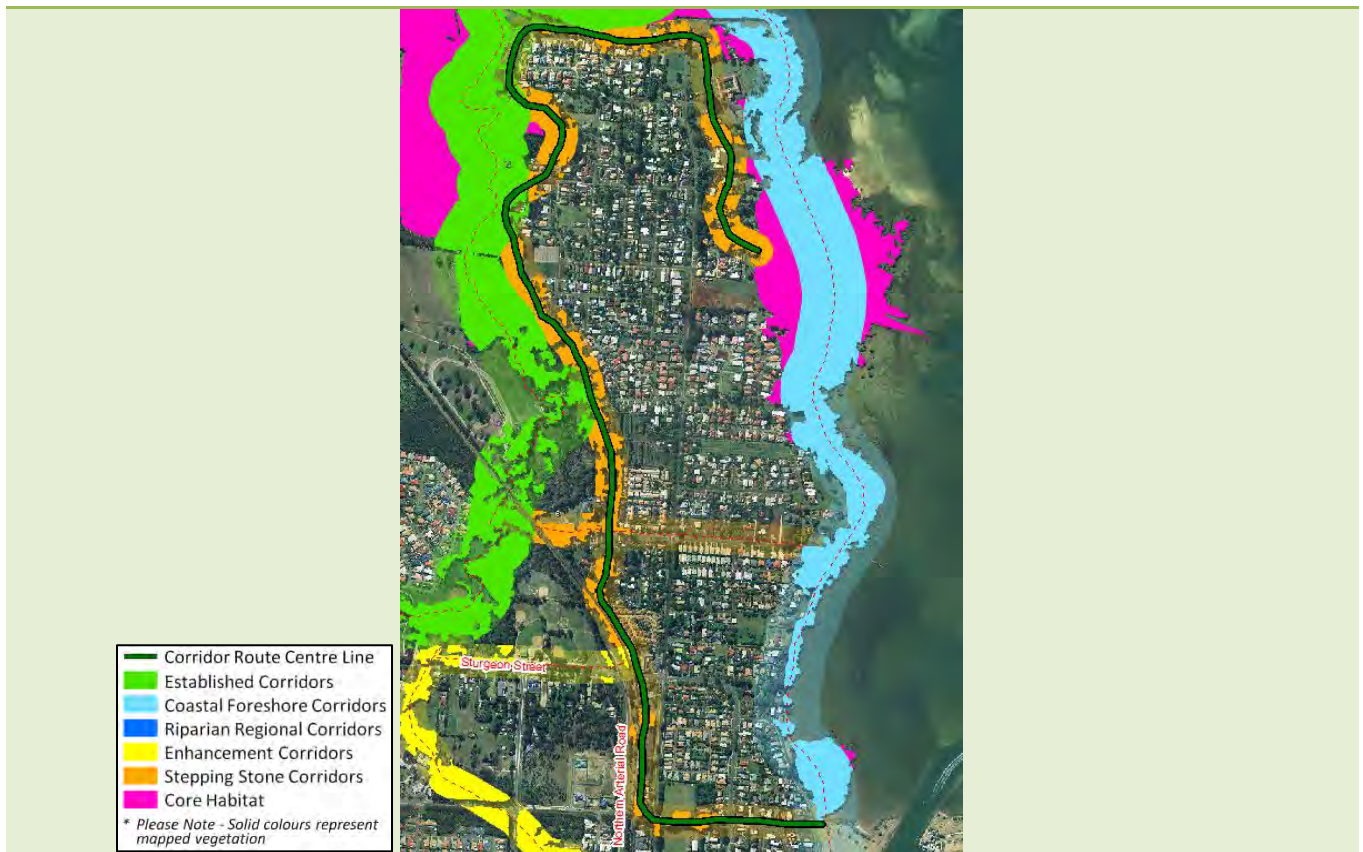 Sturgeon Street
Northern Arterial Road
Corridor Route Centre Line
Established Corridors
Coastal Foreshore Corridors
Riparian Regional Corridors
Enhancement Corridors
Stepping Stone Corridors
Core Habitat
* Please Note - Solid colours represent
mapped vegetation